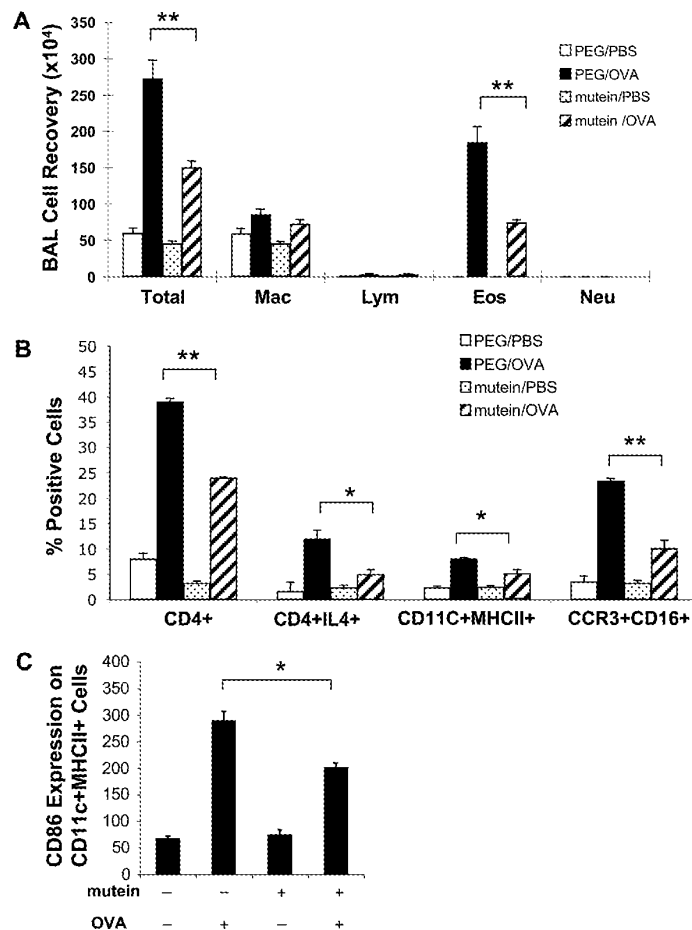 A
BAL Cell Recovery (x10⁴)
350
300
250
200
150
100
50
0
**
**
PEG/PBS
PEG/OVA
mutein/PBS
mutein /OVA
Total Mac Lym Eos Neu
B
% Positive Cells
50
45
40
35
30
25
20
15
10
5
0
**
*
*
**
PEG/PBS
PEG/OVA
mutein/PBS
mutein/OVA
CD4+ CD4+IL4+ CD11C+MHCII+ CCR3+CD16+
C
CD86 Expression on
CD11c+MHCII+ Cells
400
350
300
250
200
150
100
50
0
*
mutein – – + +
OVA – + – +